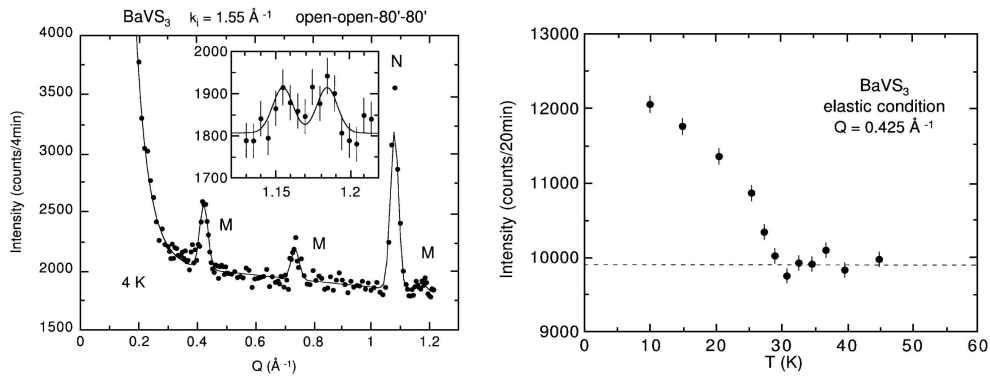 BaVS₃ kᵢ = 1.55 Å ⁻¹ open-open-80'-80'
4000
3500
3000
2500
2000
1500
Intensity (counts/4min)
2000
1900
1800
1700
1.15 1.2
N
M
M
M
4 K
0 0.2 0.4 0.6 0.8 1 1.2
Q (Å ⁻¹)
13000
12000
11000
10000
9000
Intensity (counts/20min)
BaVS₃
elastic condition
Q = 0.425 Å ⁻¹
0 10 20 30 40 50 60
T (K)